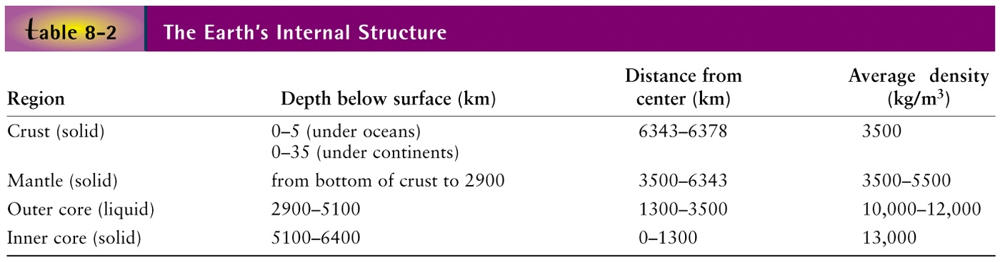 table 8-2 The Earth's Internal Structure
Region Depth below surface (km) Distance from center (km) Average density (kg/m³)
Crust (solid) 0–5 (under oceans) 6343–6378 3500
0–35 (under continents)
Mantle (solid) from bottom of crust to 2900 3500–6343 3500–5500
Outer core (liquid) 2900–5100 1300–3500 10,000–12,000
Inner core (solid) 5100–6400 0–1300 13,000